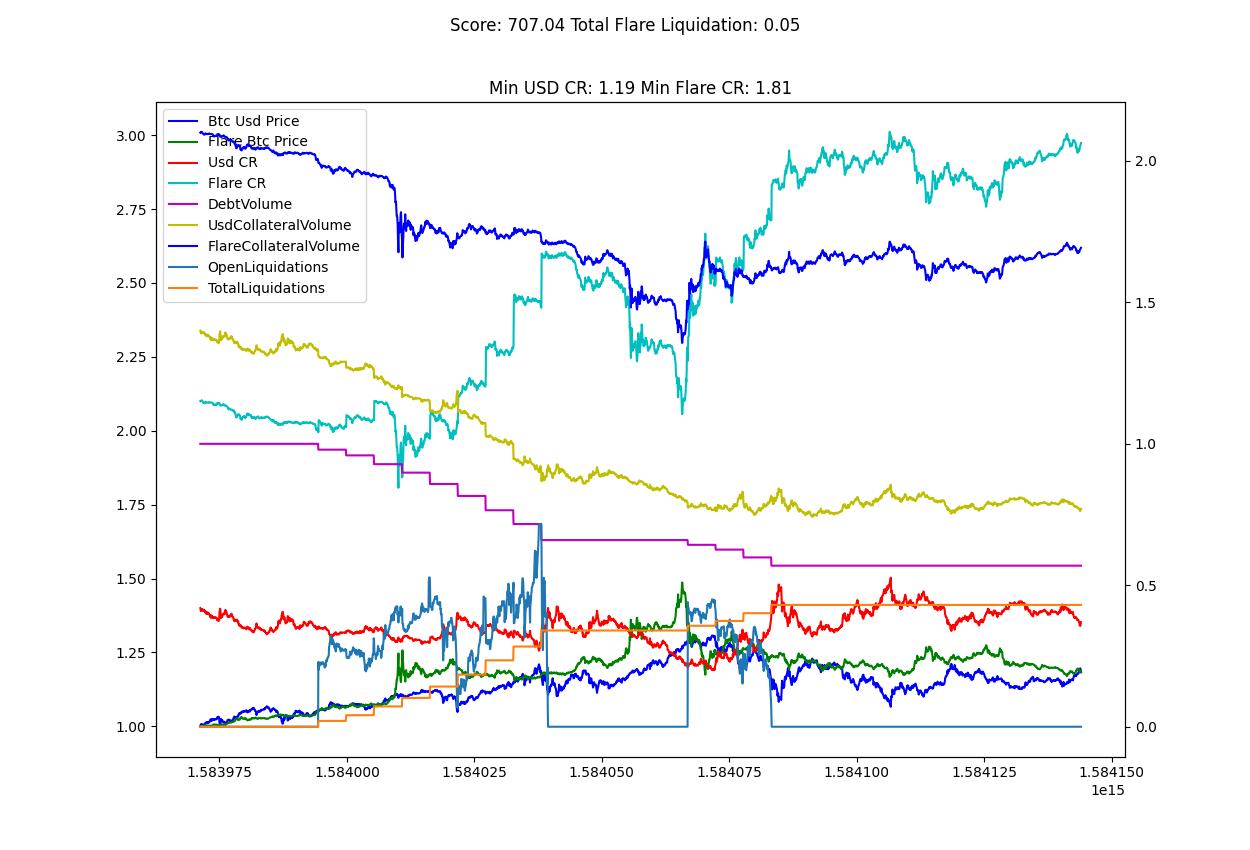 Score: 707.04 Total Flare Liquidation: 0.05
Min USD CR: 1.19 Min Flare CR: 1.81
Btc Usd Price
Flare Btc Price
Usd CR
Flare CR
DebtVolume
UsdCollateralVolume
FlareCollateralVolume
OpenLiquidations
TotalLiquidations
3.00
2.75
2.50
2.25
2.00
1.75
1.50
1.25
1.00
2.0
1.5
1.0
0.5
0.0
1.583975 1.584000 1.584025 1.584050 1.584075 1.584100 1.584125 1.584150
1e15